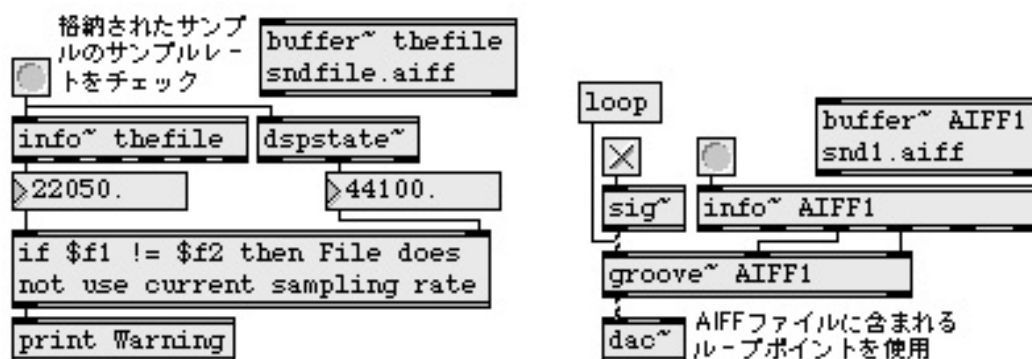 格納されたサンプ
ルのサンプルレー
トをチェック
buffer~ thefile
sndfile.aiff
info~ thefile
dspstate~
22050.
44100.
if $f1 != $f2 then File does
not use current sampling rate
print Warning
loop
buffer~ AIFF1
snd1.aiff
sig~
info~ AIFF1
groove~ AIFF1
dac~
AIFFファイルに含まれる
ループポイントを使用